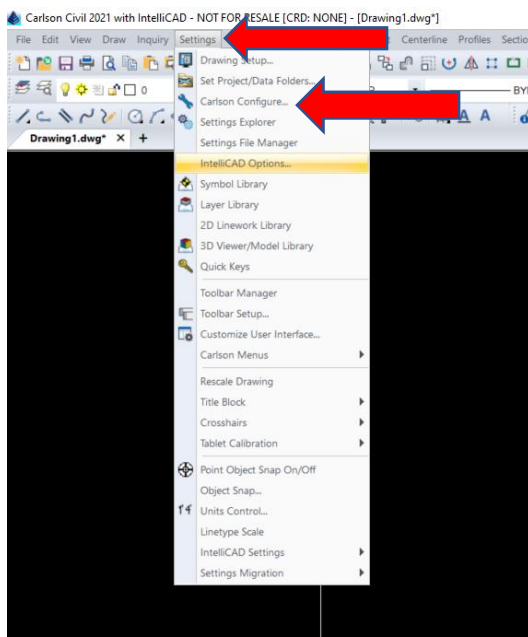 Carlson Civil 2021 with IntelliCAD - NOT FOR RESALE [CRD: NONE] - [Drawing1.dwg*]
File Edit View Draw Inquiry Settings Centerline Profiles Sectio
0
BY
A A
Drawing1.dwg* × +
Drawing Setup...
Set Project/Data Folders...
Carlson Configure...
Settings Explorer
Settings File Manager
IntelliCAD Options...
Symbol Library
Layer Library
2D Linework Library
3D Viewer/Model Library
Quick Keys
Toolbar Manager
Toolbar Setup...
Customize User Interface...
Carlson Menus
Rescale Drawing
Title Block
Crosshairs
Tablet Calibration
Point Object Snap On/Off
Object Snap...
Units Control...
Linetype Scale
IntelliCAD Settings
Settings Migration